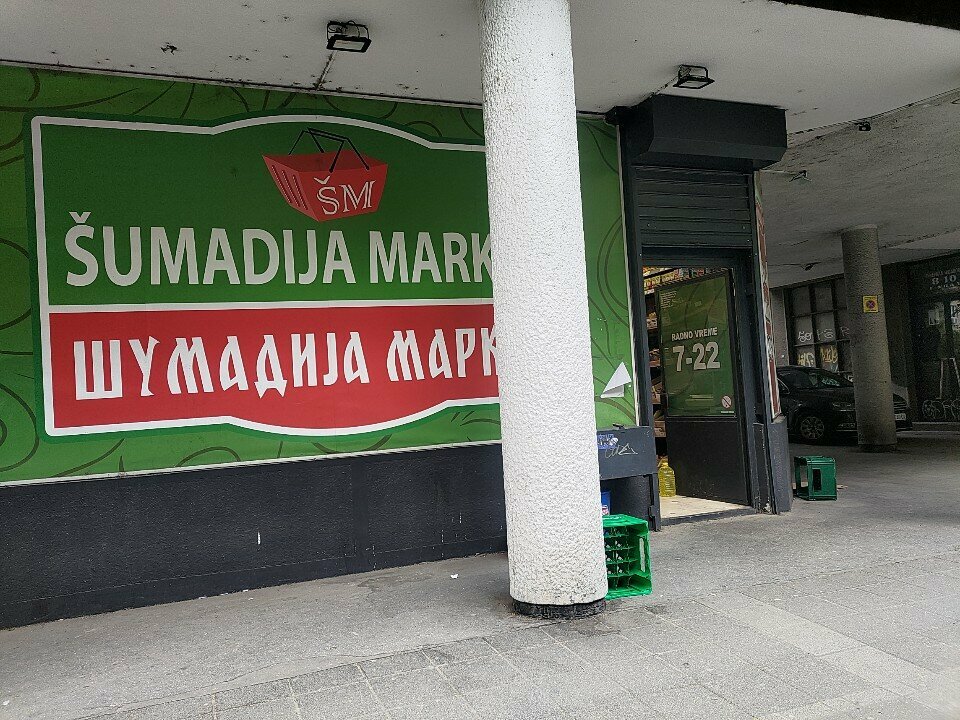 ŠM
ŠUMADIJA MARK
ШУМАДИЈА МАРК
RADNO VREME
7-22